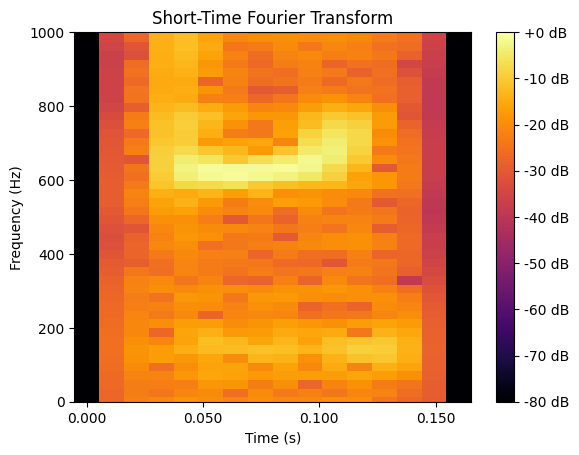 Short-Time Fourier Transform
1000
800
600
400
200
0
Frequency (Hz)
0.000
0.050
0.100
0.150
Time (s)
+0 dB
-10 dB
-20 dB
-30 dB
-40 dB
-50 dB
-60 dB
-70 dB
-80 dB